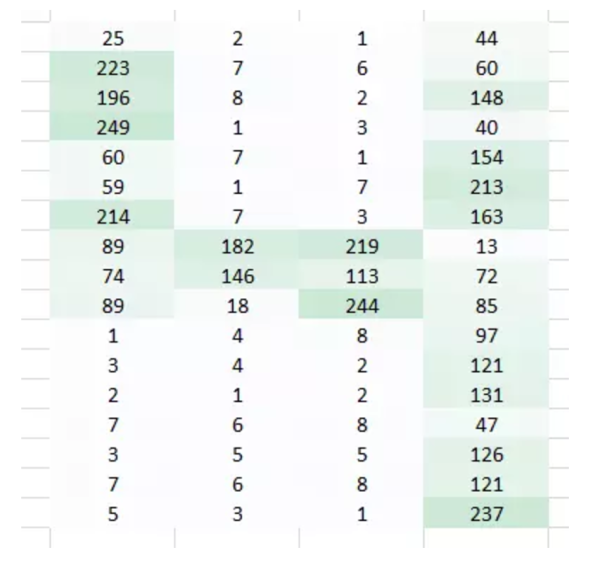 25 2 1 44
223 7 6 60
196 8 2 148
249 1 3 40
60 7 1 154
59 1 7 213
214 7 3 163
89 182 219 13
74 146 113 72
89 18 244 85
1 4 8 97
3 4 2 121
2 1 2 131
7 6 8 47
3 5 5 126
7 6 8 121
5 3 1 237